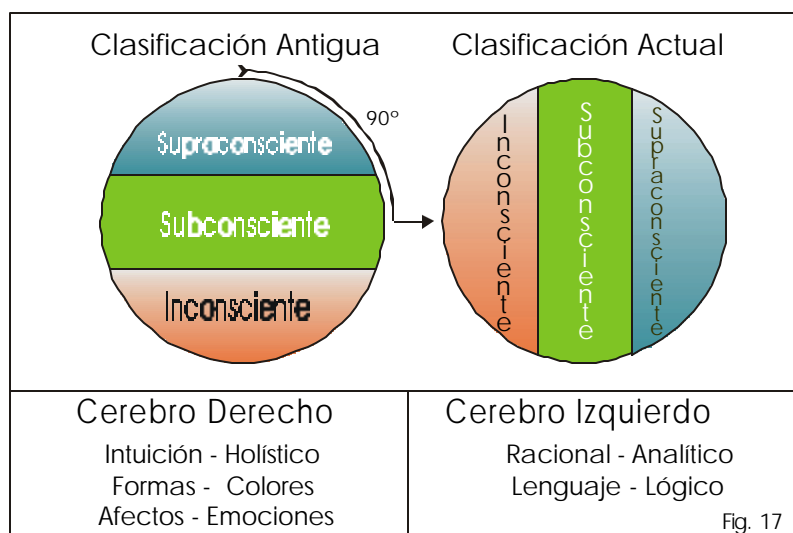 Clasificación Antigua
Clasificación Actual
90º
Supraconsciente
Subconsciente
Inconsciente
Inconsciente
Subconsciente
Supraconsciente
Cerebro Derecho
Intuición - Holístico
Formas - Colores
Afectos - Emociones
Cerebro Izquierdo
Racional - Analítico
Lenguaje - Lógico
Fig. 17